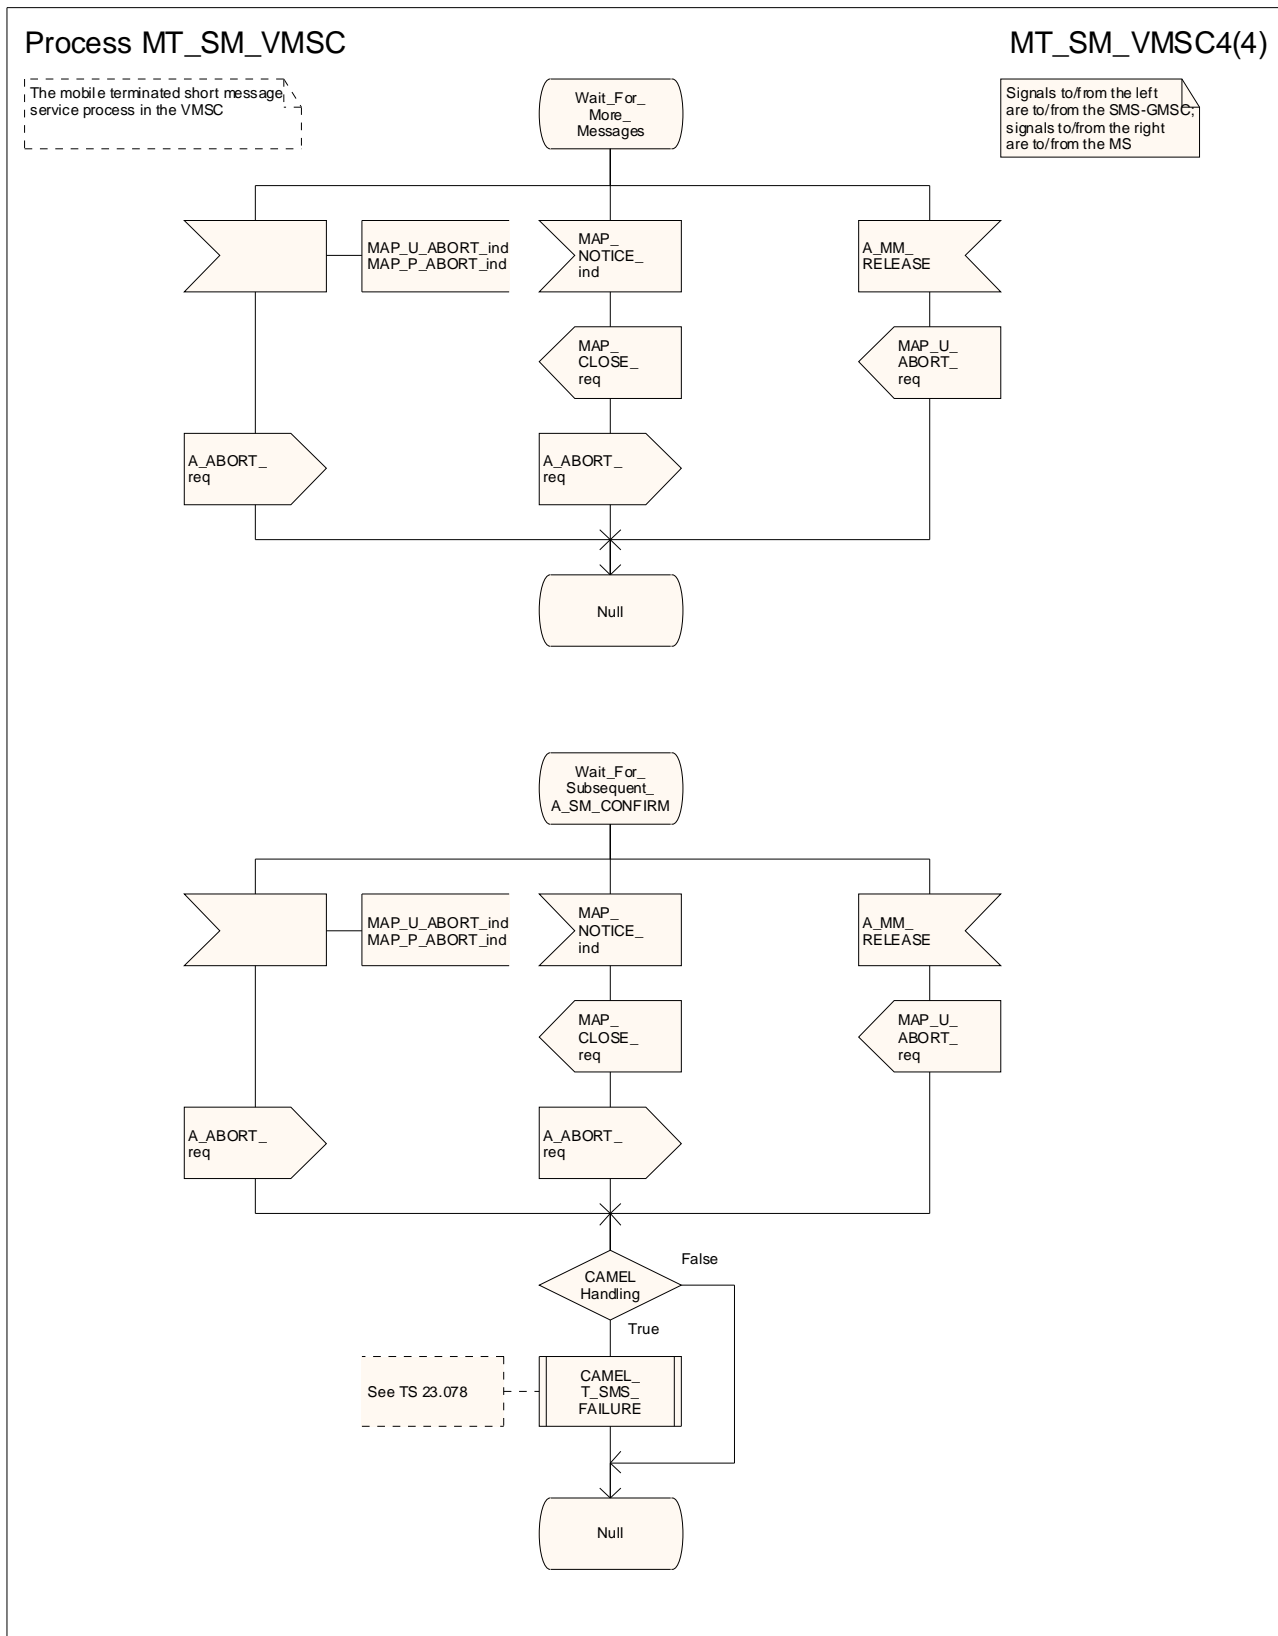 Process MT_SM_VMSC
MT_SM_VMSC4(4)
The mobile terminated short message
service process in the VMSC
Signals to/from the left
are to/from the SMS-GMSC;
signals to/from the right
are to/from the MS
Wait_For_
More_
Messages
MAP_U_ABORT_ind
MAP_P_ABORT_ind
MAP_
NOTICE_
ind
A_MM_
RELEASE
MAP_
CLOSE_
req
MAP_U_
ABORT_
req
A_ABORT_
req
A_ABORT_
req
Null
Wait_For_
Subsequent_
A_SM_CONFIRM
MAP_U_ABORT_ind
MAP_P_ABORT_ind
MAP_
NOTICE_
ind
A_MM_
RELEASE
MAP_
CLOSE_
req
MAP_U_
ABORT_
req
A_ABORT_
req
A_ABORT_
req
CAMEL
Handling
False
True
See TS 23.078
CAMEL_
T_SMS_
FAILURE
Null